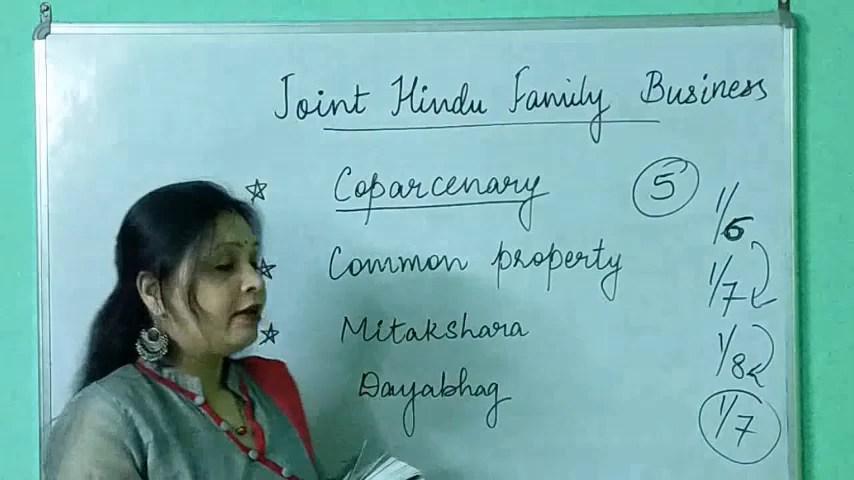 Joint Hindu Family Business
Coparcenary 5
1/6
Common property
1/7
Mitakshara
1/8
Dayabhag
1/7